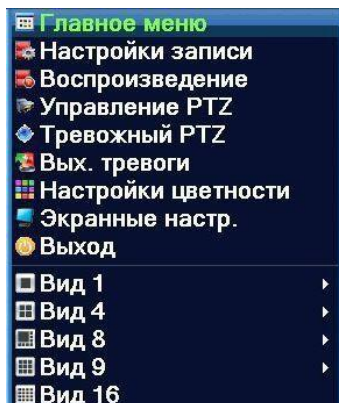 Главное меню
Настройки записи
Воспроизведение
Управление PTZ
Тревожный PTZ
Вых. тревоги
Настройки цветности
Экранные настр.
Выход
Вид 1
Вид 4
Вид 8
Вид 9
Вид 16